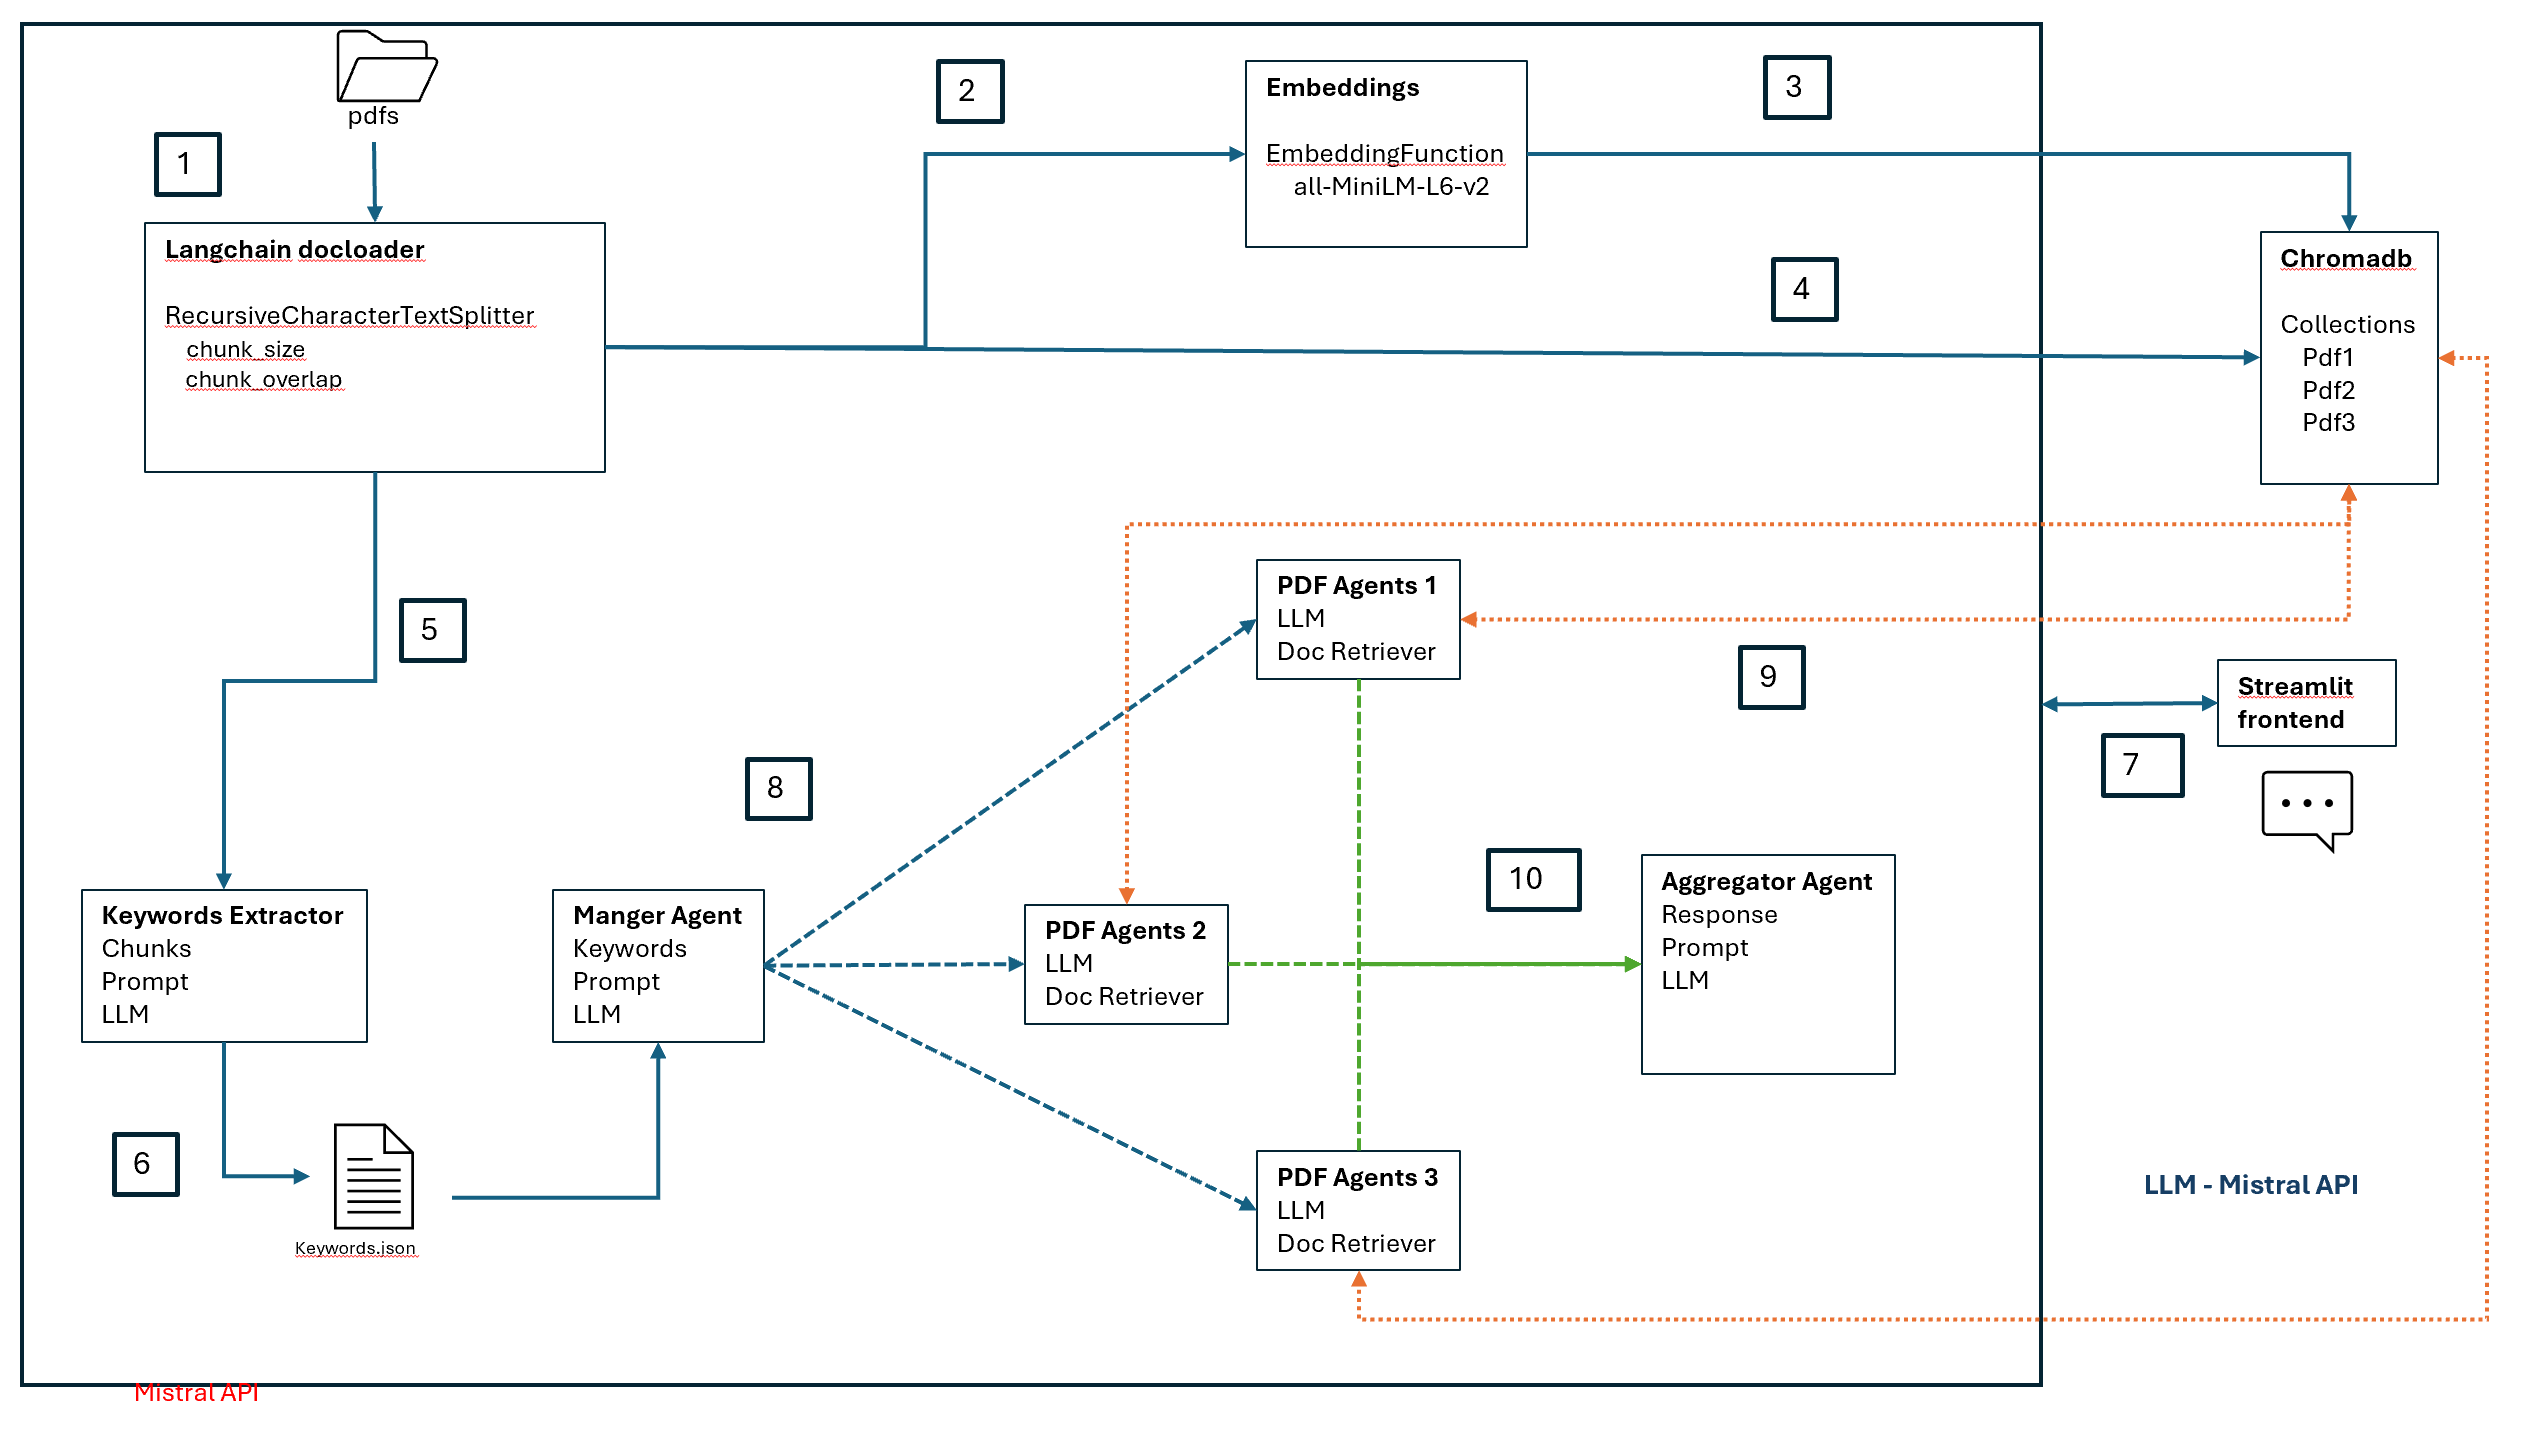 pdfs
1
2
3
Embeddings
EmbeddingFunction
all-MiniLM-L6-v2
Langchain docloader
RecursiveCharacterTextSplitter
chunk_size
chunk_overlap
4
Chromadb
Collections
Pdf1
Pdf2
Pdf3
5
PDF Agents 1
LLM
Doc Retriever
9
Streamlit
frontend
7
8
10
Keywords Extractor
Chunks
Prompt
LLM
Manger Agent
Keywords
Prompt
LLM
PDF Agents 2
LLM
Doc Retriever
Aggregator Agent
Response
Prompt
LLM
6
Keywords.json
PDF Agents 3
LLM
Doc Retriever
LLM - Mistral API
Mistral API